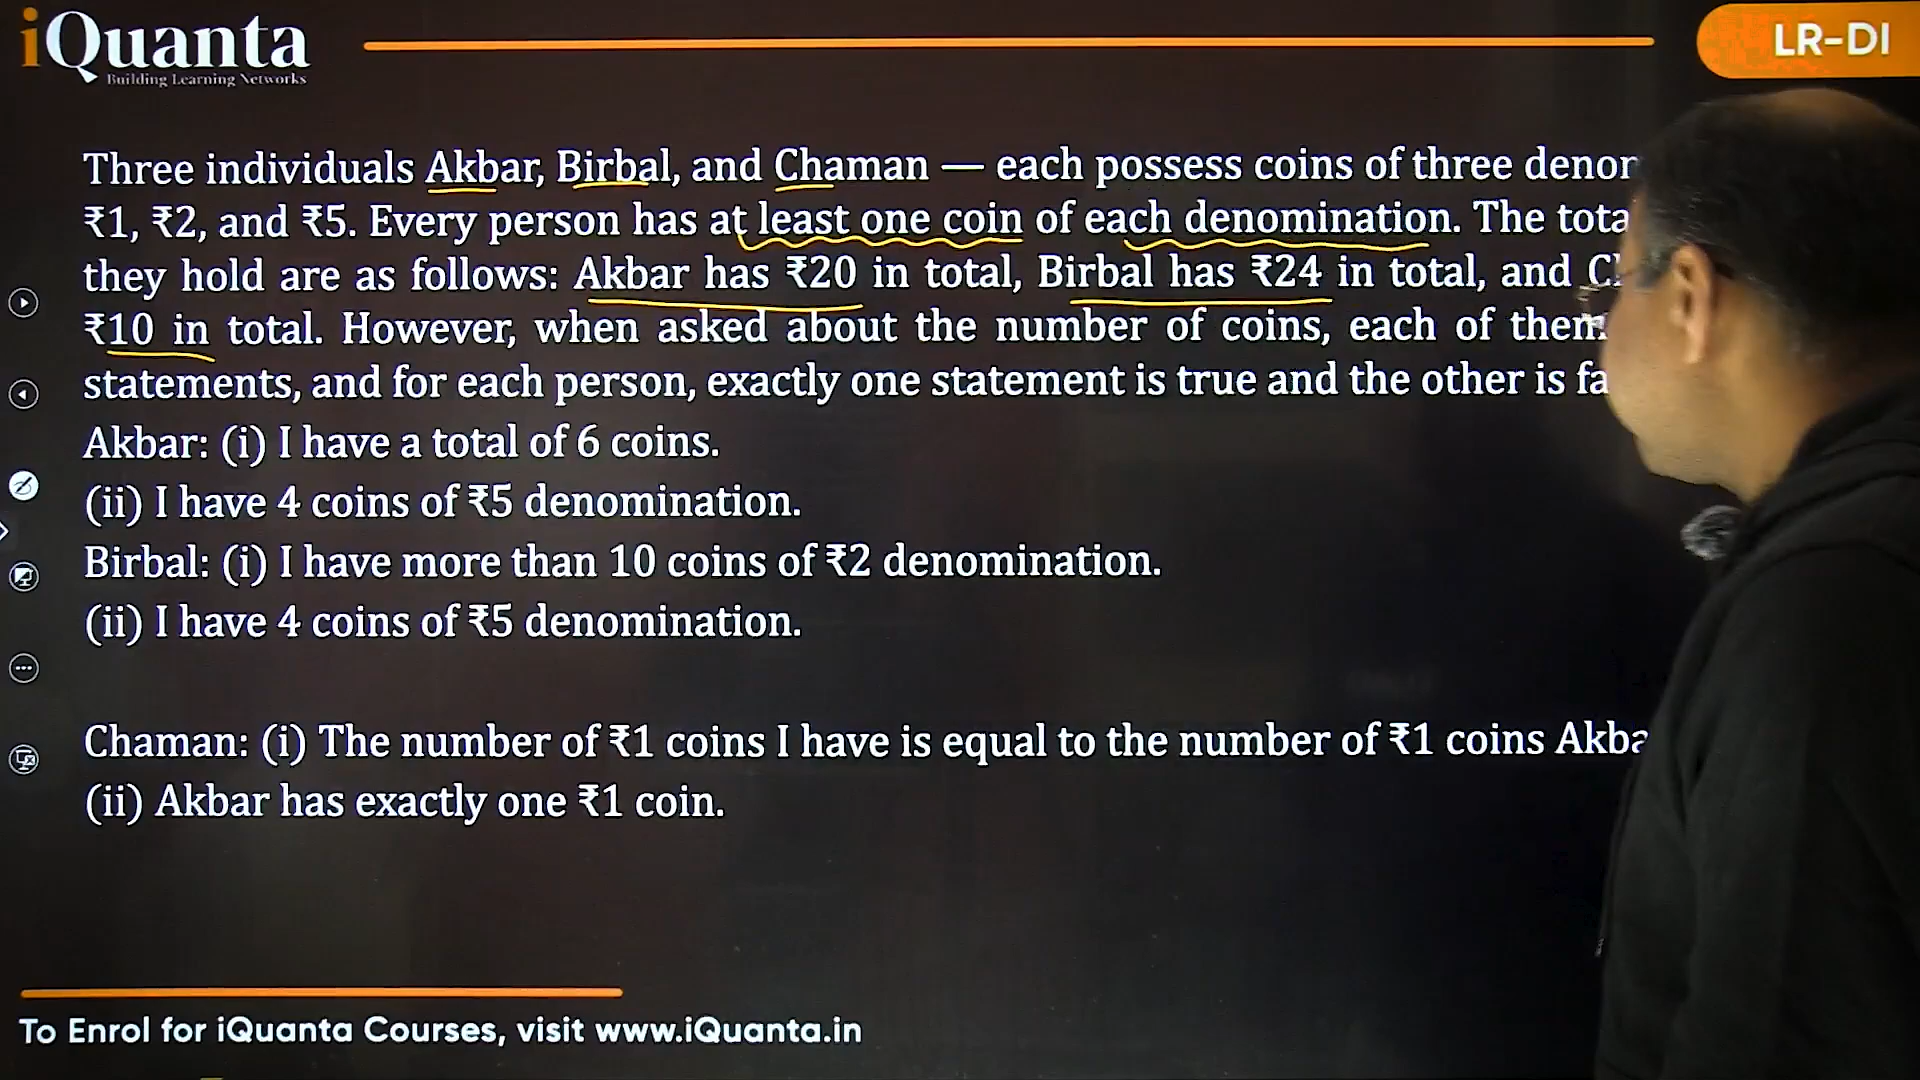 iQuanta
Building Learning Networks
LR-DI
Three individuals Akbar, Birbal, and Chaman — each possess coins of three
₹1, ₹2, and ₹5. Every person has at least one coin of each denomination. The
they hold are as follows: Akbar has ₹20 in total, Birbal has ₹24 in total, and
₹10 in total. However, when asked about the number of coins, each of
statements, and for each person, exactly one statement is true and the other is
Akbar: (i) I have a total of 6 coins.
(ii) I have 4 coins of ₹5 denomination.
Birbal: (i) I have more than 10 coins of ₹2 denomination.
(ii) I have 4 coins of ₹5 denomination.
Chaman: (i) The number of ₹1 coins I have is equal to the number of ₹1 coins
(ii) Akbar has exactly one ₹1 coin.
To Enrol for iQuanta Courses, visit www.iQuanta.in